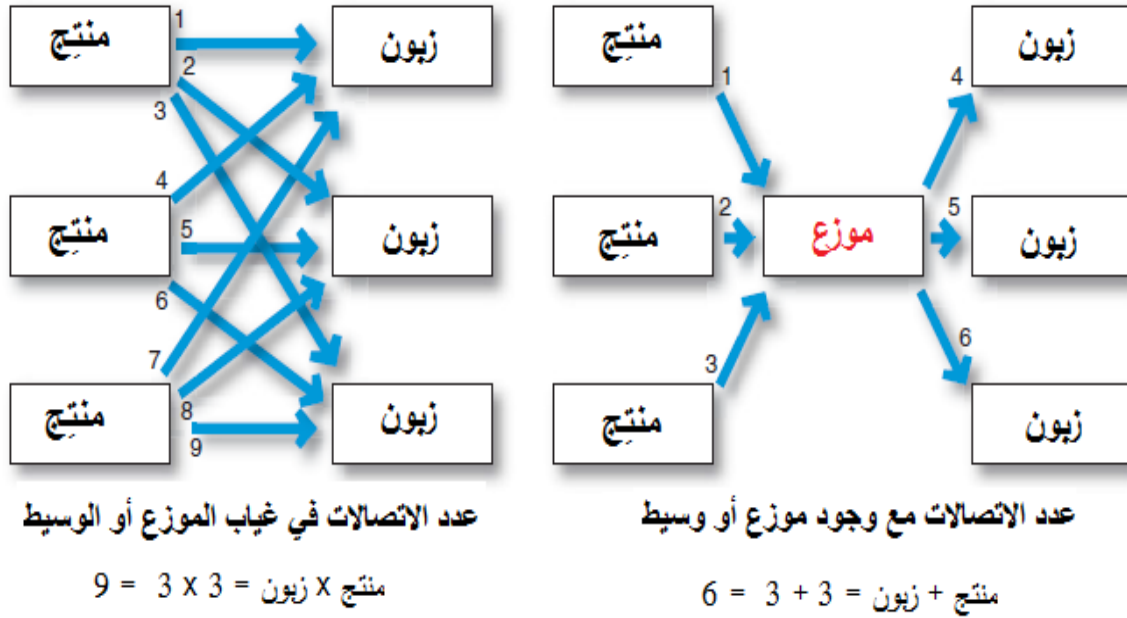 منتِج
زبون
1
2
3
منتِج
زبون
4
5
6
منتِج
زبون
7
8
9
عدد الاتصالات في غياب الموزع أو الوسيط
منتج x زبون = 3 x 3 = 9
منتِج
زبون
1
4
منتِج
موزع
زبون
2
5
منتِج
زبون
3
6
عدد الاتصالات مع وجود موزع أو وسيط
منتج + زبون = 3 + 3 = 6